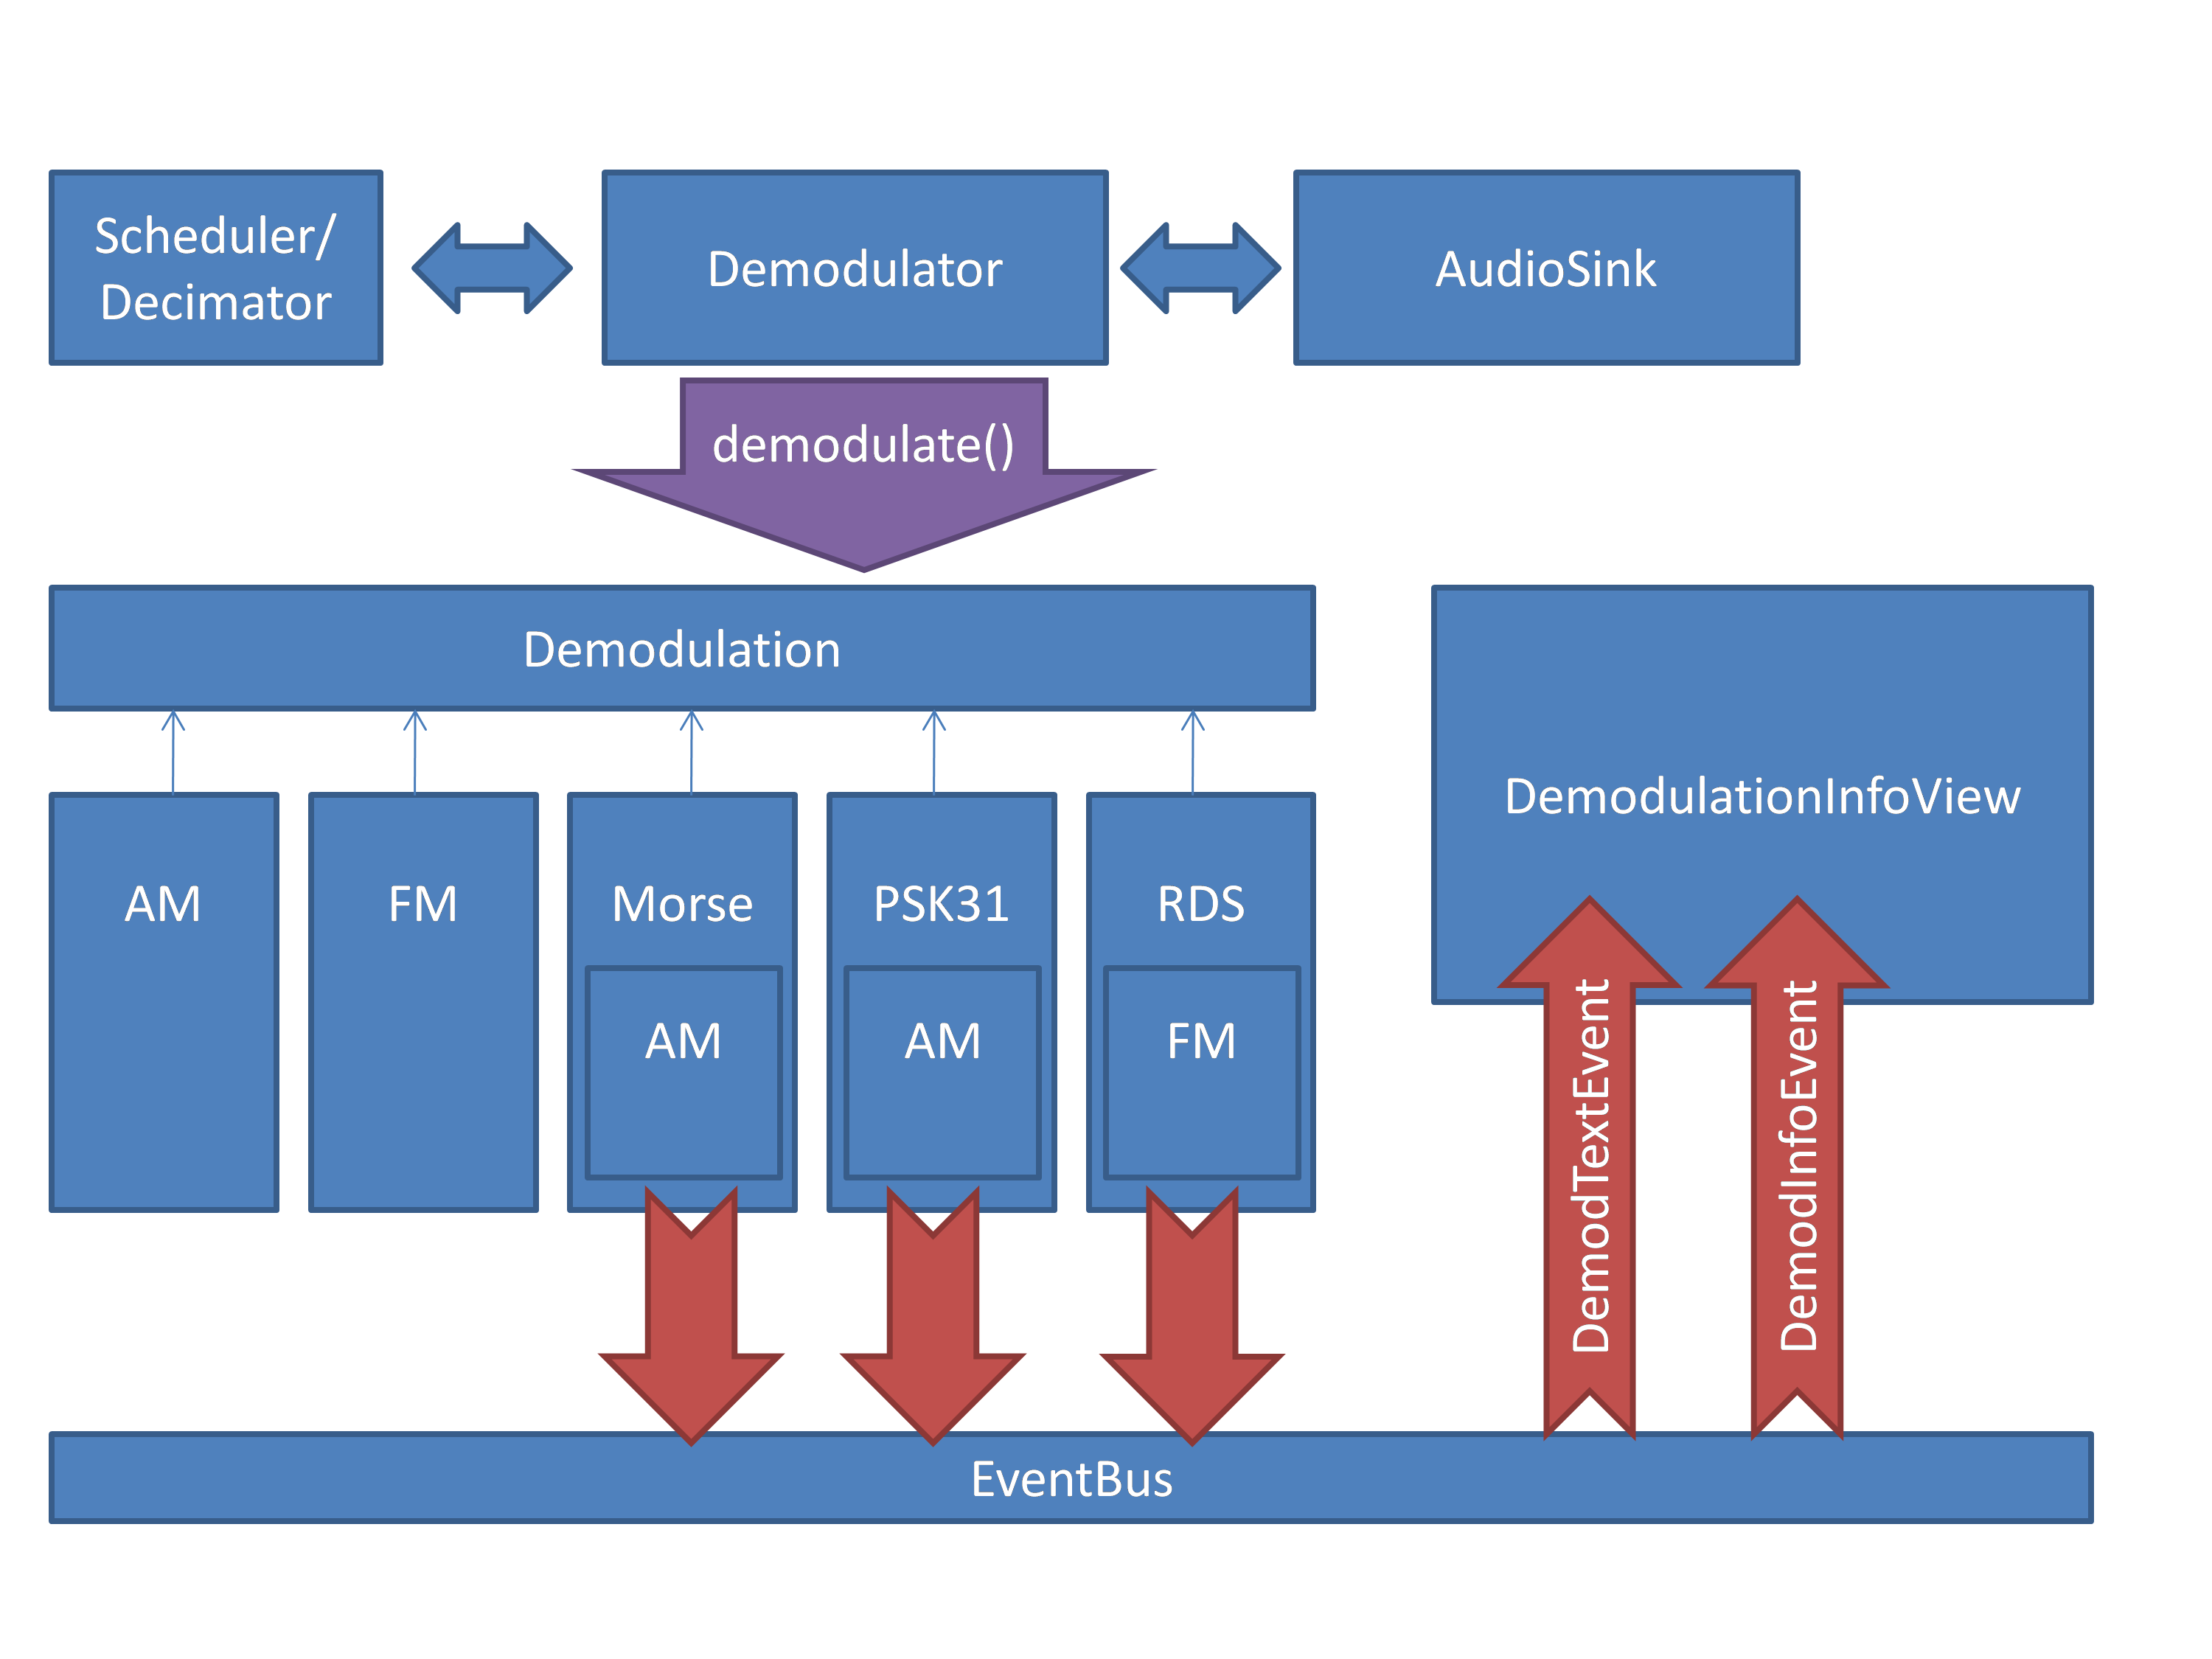 Scheduler/
Decimator
Demodulator
AudioSink
demodulate()
Demodulation
DemodulationInfoView
AM
FM
Morse
PSK31
RDS
AM
AM
FM
DemodTextEvent
DemodInfoEvent
EventBus